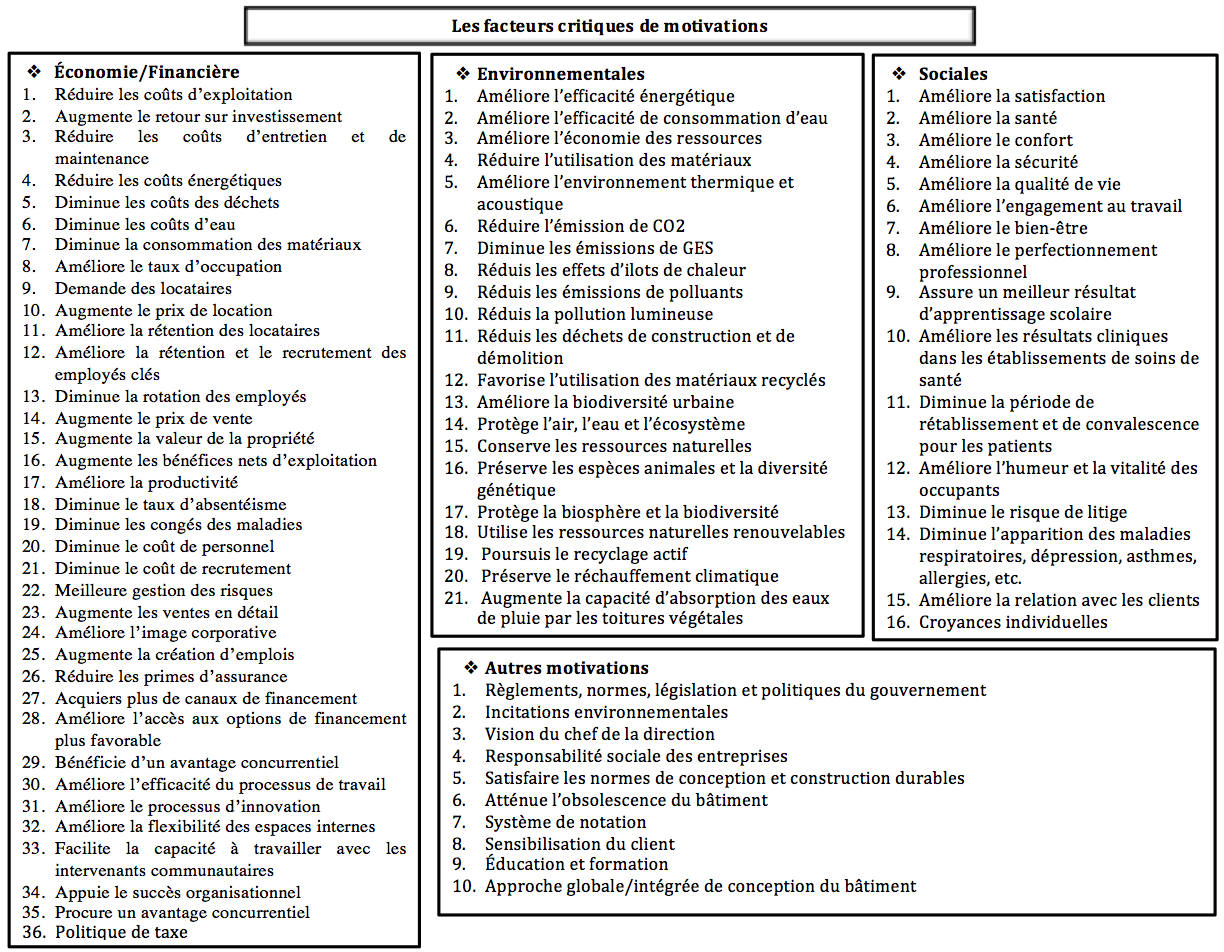 Les facteurs critiques de motivations
❖ Économie/Financière
1. Réduire les coûts d’exploitation
2. Augmente le retour sur investissement
3. Réduire les coûts d’entretien et de
maintenance
4. Réduire les coûts énergétiques
5. Diminue les coûts des déchets
6. Diminue les coûts d’eau
7. Diminue la consommation des matériaux
8. Améliore le taux d’occupation
9. Demande des locataires
10. Augmente le prix de location
11. Améliore la rétention des locataires
12. Améliore la rétention et le recrutement des
employés clés
13. Diminue la rotation des employés
14. Augmente le prix de vente
15. Augmente la valeur de la propriété
16. Augmente les bénéfices nets d’exploitation
17. Améliore la productivité
18. Diminue le taux d’absentéisme
19. Diminue les congés des maladies
20. Diminue le coût de personnel
21. Diminue le coût de recrutement
22. Meilleure gestion des risques
23. Augmente les ventes en détail
24. Améliore l’image corporative
25. Augmente la création d’emplois
26. Réduire les primes d’assurance
27. Acquiers plus de canaux de financement
28. Améliore l’accès aux options de financement
plus favorable
29. Bénéficie d’un avantage concurrentiel
30. Améliore l’efficacité du processus de travail
31. Améliore le processus d’innovation
32. Améliore la flexibilité des espaces internes
33. Facilite la capacité à travailler avec les
intervenants communautaires
34. Appuie le succès organisationnel
35. Procure un avantage concurrentiel
36. Politique de taxe
❖ Environnementales
1. Améliore l’efficacité énergétique
2. Améliore l’efficacité de consommation d’eau
3. Améliore l’économie des ressources
4. Réduire l’utilisation des matériaux
5. Améliore l’environnement thermique et
acoustique
6. Réduire l’émission de CO2
7. Diminue les émissions de GES
8. Réduis les effets d’ilots de chaleur
9. Réduis les émissions de polluants
10. Réduis la pollution lumineuse
11. Réduis les déchets de construction et de
démolition
12. Favorise l’utilisation des matériaux recyclés
13. Améliore la biodiversité urbaine
14. Protège l’air, l’eau et l’écosystème
15. Conserve les ressources naturelles
16. Préserve les espèces animales et la diversité
génétique
17. Protège la biosphère et la biodiversité
18. Utilise les ressources naturelles renouvelables
19. Poursuis le recyclage actif
20. Préserve le réchauffement climatique
21. Augmente la capacité d’absorption des eaux
de pluie par les toitures végétales
❖ Sociales
1. Améliore la satisfaction
2. Améliore la santé
3. Améliore le confort
4. Améliore la sécurité
5. Améliore la qualité de vie
6. Améliore l’engagement au travail
7. Améliore le bien-être
8. Améliore le perfectionnement
professionnel
9. Assure un meilleur résultat
d’apprentissage scolaire
10. Améliore les résultats cliniques
dans les établissements de soins de
santé
11. Diminue la période de
rétablissement et de convalescence
pour les patients
12. Améliore l’humeur et la vitalité des
occupants
13. Diminue le risque de litige
14. Diminue l’apparition des maladies
respiratoires, dépression, asthmes,
allergies, etc.
15. Améliore la relation avec les clients
16. Croyances individuelles
❖ Autres motivations
1. Règlements, normes, législation et politiques du gouvernement
2. Incitations environnementales
3. Vision du chef de la direction
4. Responsabilité sociale des entreprises
5. Satisfaire les normes de conception et construction durables
6. Atténue l’obsolescence du bâtiment
7. Système de notation
8. Sensibilisation du client
9. Éducation et formation
10. Approche globale/intégrée de conception du bâtiment